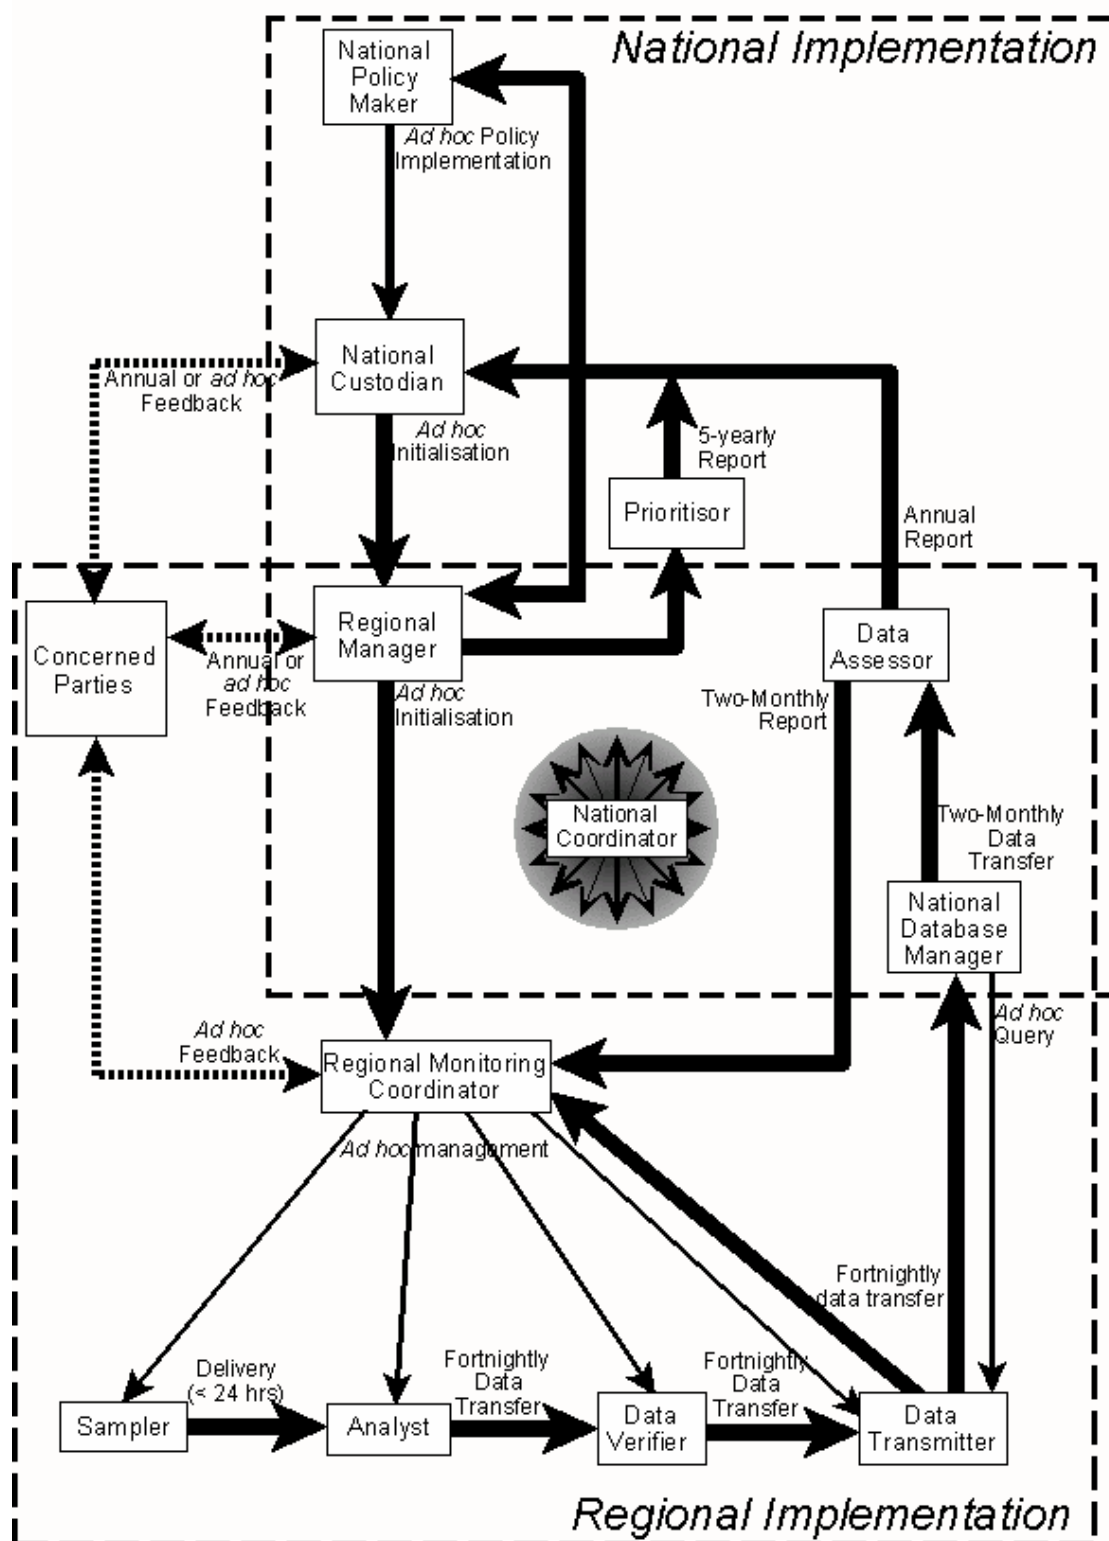 National Implementation
National
Policy
Maker
Ad hoc Policy
Implementation
National
Custodian
Annual or ad hoc
Feedback
Ad hoc
Initialisation
5-yearly
Report
Prioritisor
Annual
Report
Concerned
Parties
Regional
Manager
Annual or
ad hoc
Feedback
Ad hoc
Initialisation
Data
Assessor
Two-Monthly
Report
National
Coordinator
Two-Monthly
Data
Transfer
National
Database
Manager
Ad hoc
Query
Ad hoc
Feedback
Regional Monitoring
Coordinator
Ad hoc management
Fortnightly
data transfer
Delivery
(< 24 hrs)
Fortnightly
Data
Transfer
Fortnightly
Data
Transfer
Sampler
Analyst
Data
Verifier
Data
Transmitter
Regional Implementation